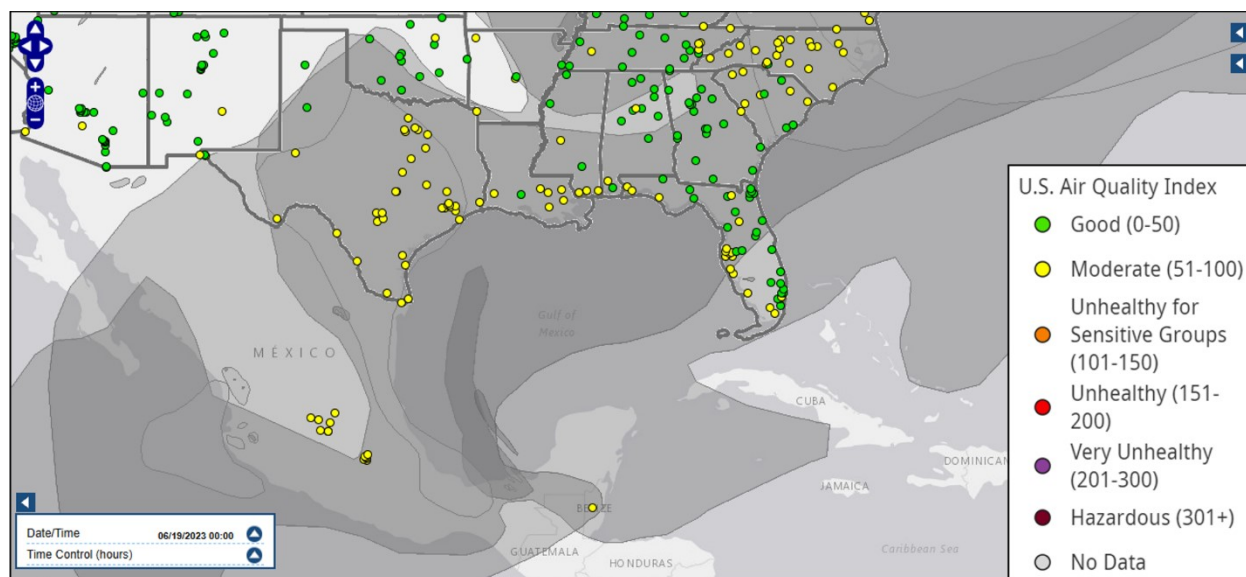 Gulf of
Mexico
MÉXICO
CUBA
DOMINICAN
JAMAICA
BELIZE
GUATEMALA
HONDURAS
Caribbean Sea
Date/Time 06/19/2023 00:00
Time Control (hours)
U.S. Air Quality Index
Good (0-50)
Moderate (51-100)
Unhealthy for
Sensitive Groups
(101-150)
Unhealthy (151-
200)
Very Unhealthy
(201-300)
Hazardous (301+)
No Data